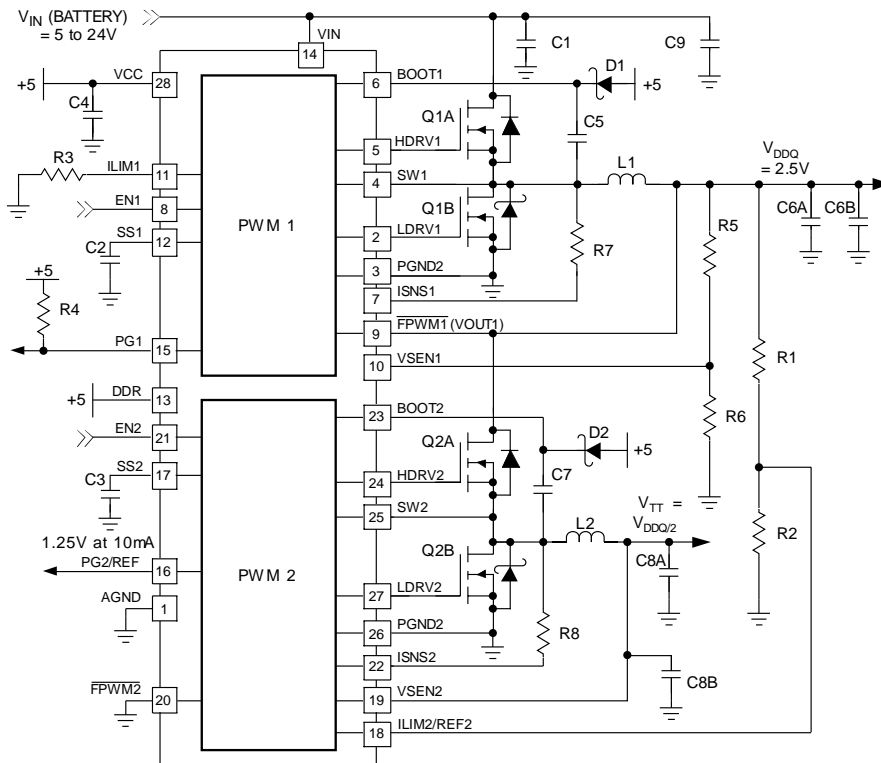 VIN (BATTERY)
= 5 to 24V
VIN
14
C1
C9
+5
VCC
28
C4
6
BOOT1
D1
+5
Q1A
C5
5
HDRV1
R3
ILIM1
11
4
SW1
L1
VDDQ
= 2.5V
EN1
8
PWM 1
Q1B
C6A
C6B
SS1
12
C2
2
LDRV1
R5
R7
3
PGND2
+5
7
ISNS1
R4
9
FPWM1 (VOUT1)
PG1
15
10
VSEN1
R1
+5
DDR
13
23
BOOT2
R6
EN2
21
Q2A
D2
+5
SS2
17
C3
24
HDRV2
C7
25
SW2
VTT =
VDDQ/2
L2
R2
1.25V at 10mA
PG2/REF
16
PWM 2
Q2B
C8A
AGND
1
27
LDRV2
26
PGND2
R8
22
ISNS2
C8B
FPWM2
20
19
VSEN2
18
ILIM2/REF2